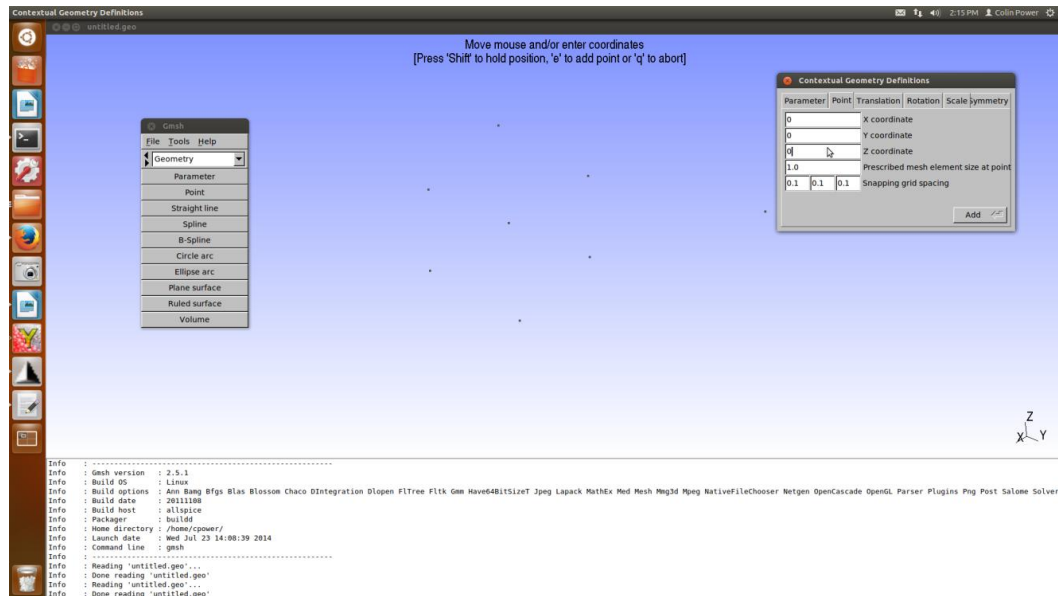 Contextual Geometry Definitions
2:15 PM Colin Power
untitled.geo
Move mouse and/or enter coordinates
[Press 'Shift' to hold position, 'e' to add point or 'q' to abort]
Gmsh
File Tools Help
Geometry
Parameter
Point
Straight line
Spline
B-Spline
Circle arc
Ellipse arc
Plane surface
Ruled surface
Volume
Contextual Geometry Definitions
Parameter Point Translation Rotation Scale Symmetry
0 X coordinate
0 Y coordinate
0 Z coordinate
1.0 Prescribed mesh element size at point
0.1 0.1 0.1 Snapping grid spacing
Add
Z
X Y
Info : -------------------------------------------------------
Info : Gmsh version : 2.5.1
Info : Build OS : Linux
Info : Build options : Ann Bamg Bfgs Blas Blossom Chaco DIntegration Dlopen FlTree Fltk Gmm Have64BitSizeT Jpeg Lapack MathEx Med Mesh Mmg3d Mpeg NativeFileChooser Netgen OpenCascade OpenGL Parser Plugins Png Post Salome Solver
Info : Build date : 20111108
Info : Build host : allspice
Info : Packager : buildd
Info : Home directory : /home/cpower/
Info : Launch date : Wed Jul 23 14:08:39 2014
Info : Command line : gmsh
Info : -------------------------------------------------------
Info : Reading 'untitled.geo'...
Info : Done reading 'untitled.geo'
Info : Reading 'untitled.geo'...
Info : Done reading 'untitled.geo'